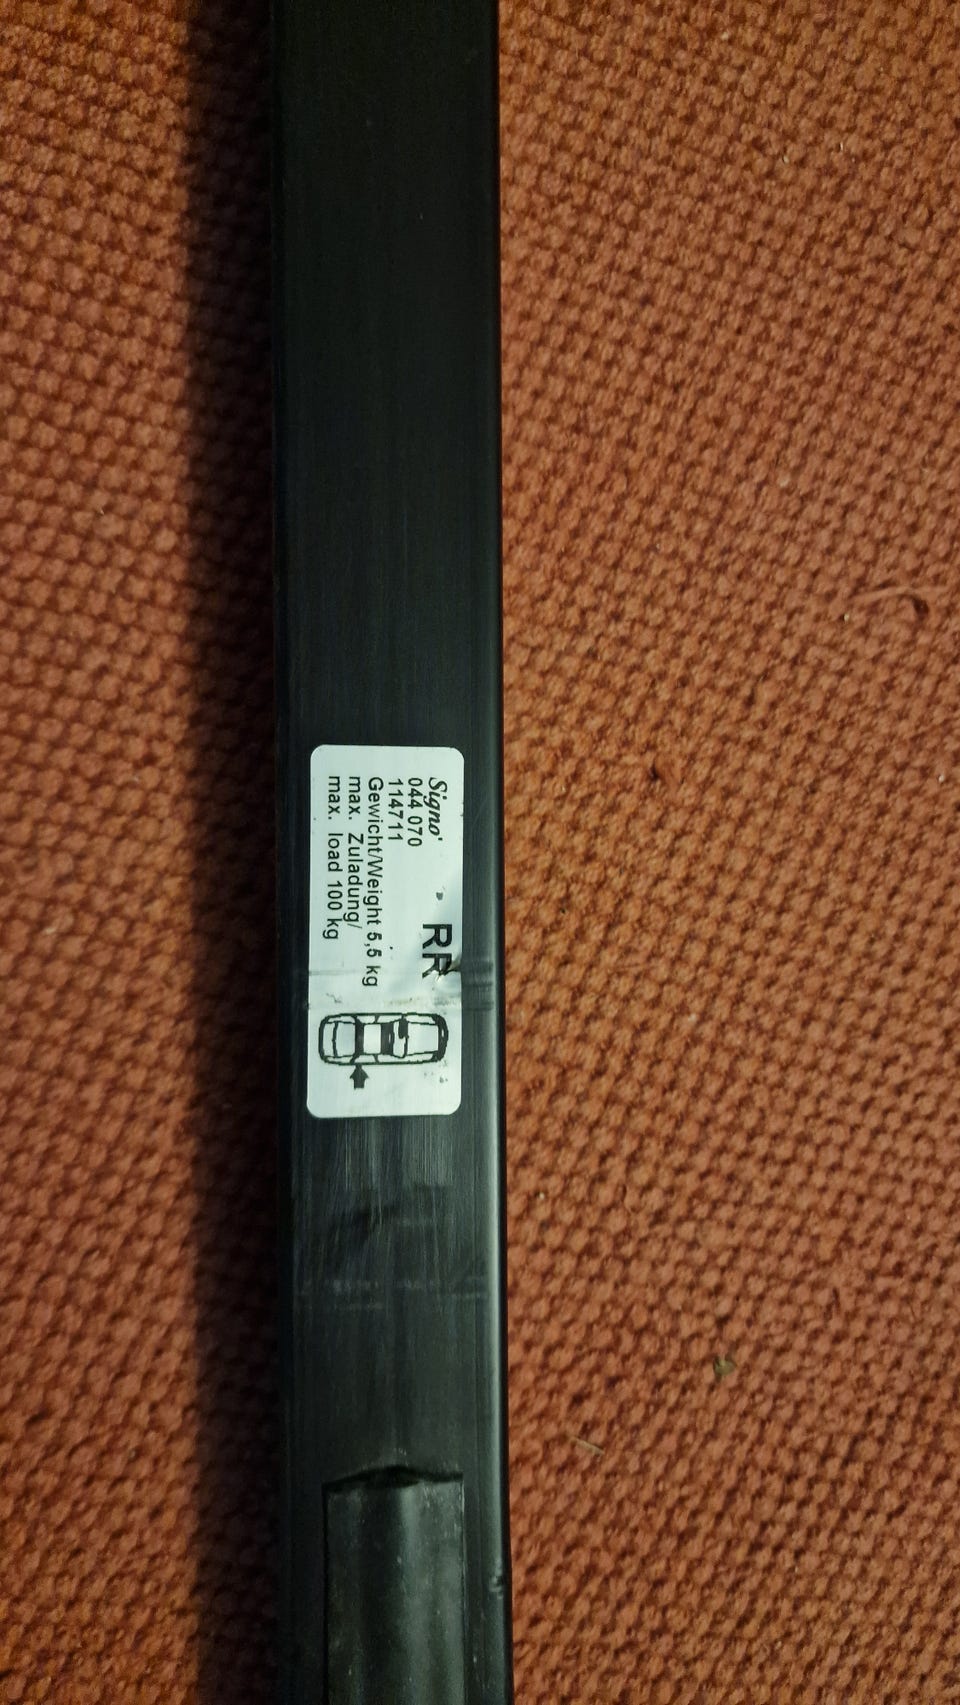 Signo'
RR
044 070
114711
Gewicht/Weight 5,5 kg
max. Zuladung/
max. load 100 kg